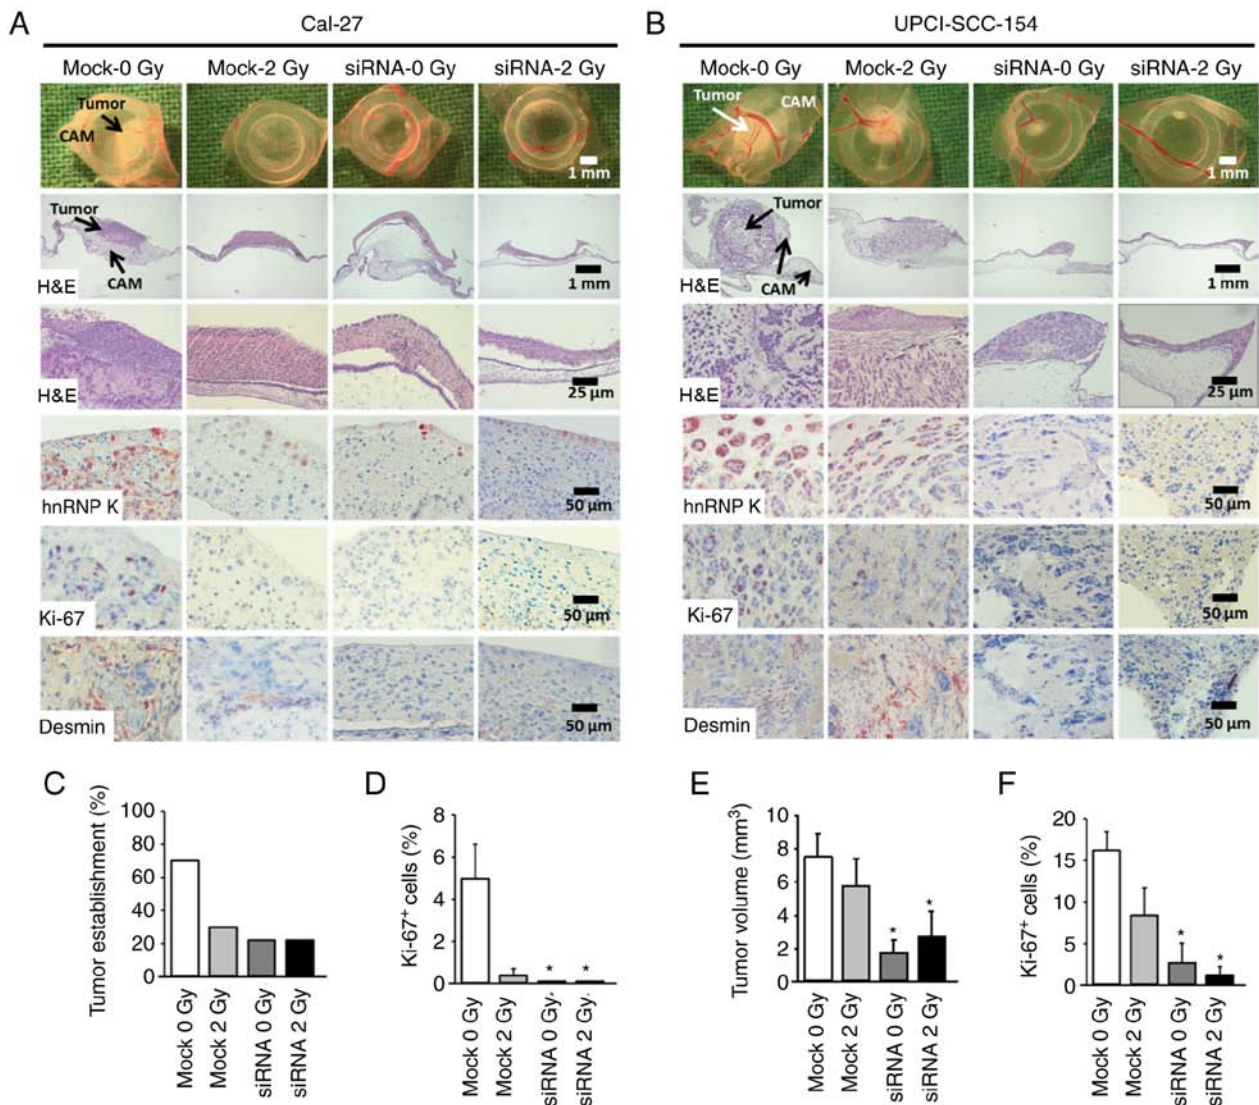 A
Cal-27
Mock-0 Gy Mock-2 Gy siRNA-0 Gy siRNA-2 Gy
Tumor
CAM
1 mm
Tumor
CAM
H&E
1 mm
H&E
25 µm
hnRNP K
50 µm
Ki-67
50 µm
Desmin
50 µm
B
UPCI-SCC-154
Mock-0 Gy Mock-2 Gy siRNA-0 Gy siRNA-2 Gy
Tumor
CAM
1 mm
Tumor
CAM
H&E
1 mm
H&E
25 µm
hnRNP K
50 µm
Ki-67
50 µm
Desmin
50 µm
C
Tumor establishment (%)
100
80
60
40
20
0
Mock 0 Gy
Mock 2 Gy
siRNA 0 Gy
siRNA 2 Gy
D
Ki-67+ cells (%)
8
6
4
2
0
* *
Mock 0 Gy
Mock 2 Gy
siRNA 0 Gy
siRNA 2 Gy
E
Tumor volume (mm³)
10
8
6
4
2
0
* *
Mock 0 Gy
Mock 2 Gy
siRNA 0 Gy
siRNA 2 Gy
F
Ki-67+ cells (%)
20
15
10
5
0
* *
Mock 0 Gy
Mock 2 Gy
siRNA 0 Gy
siRNA 2 Gy